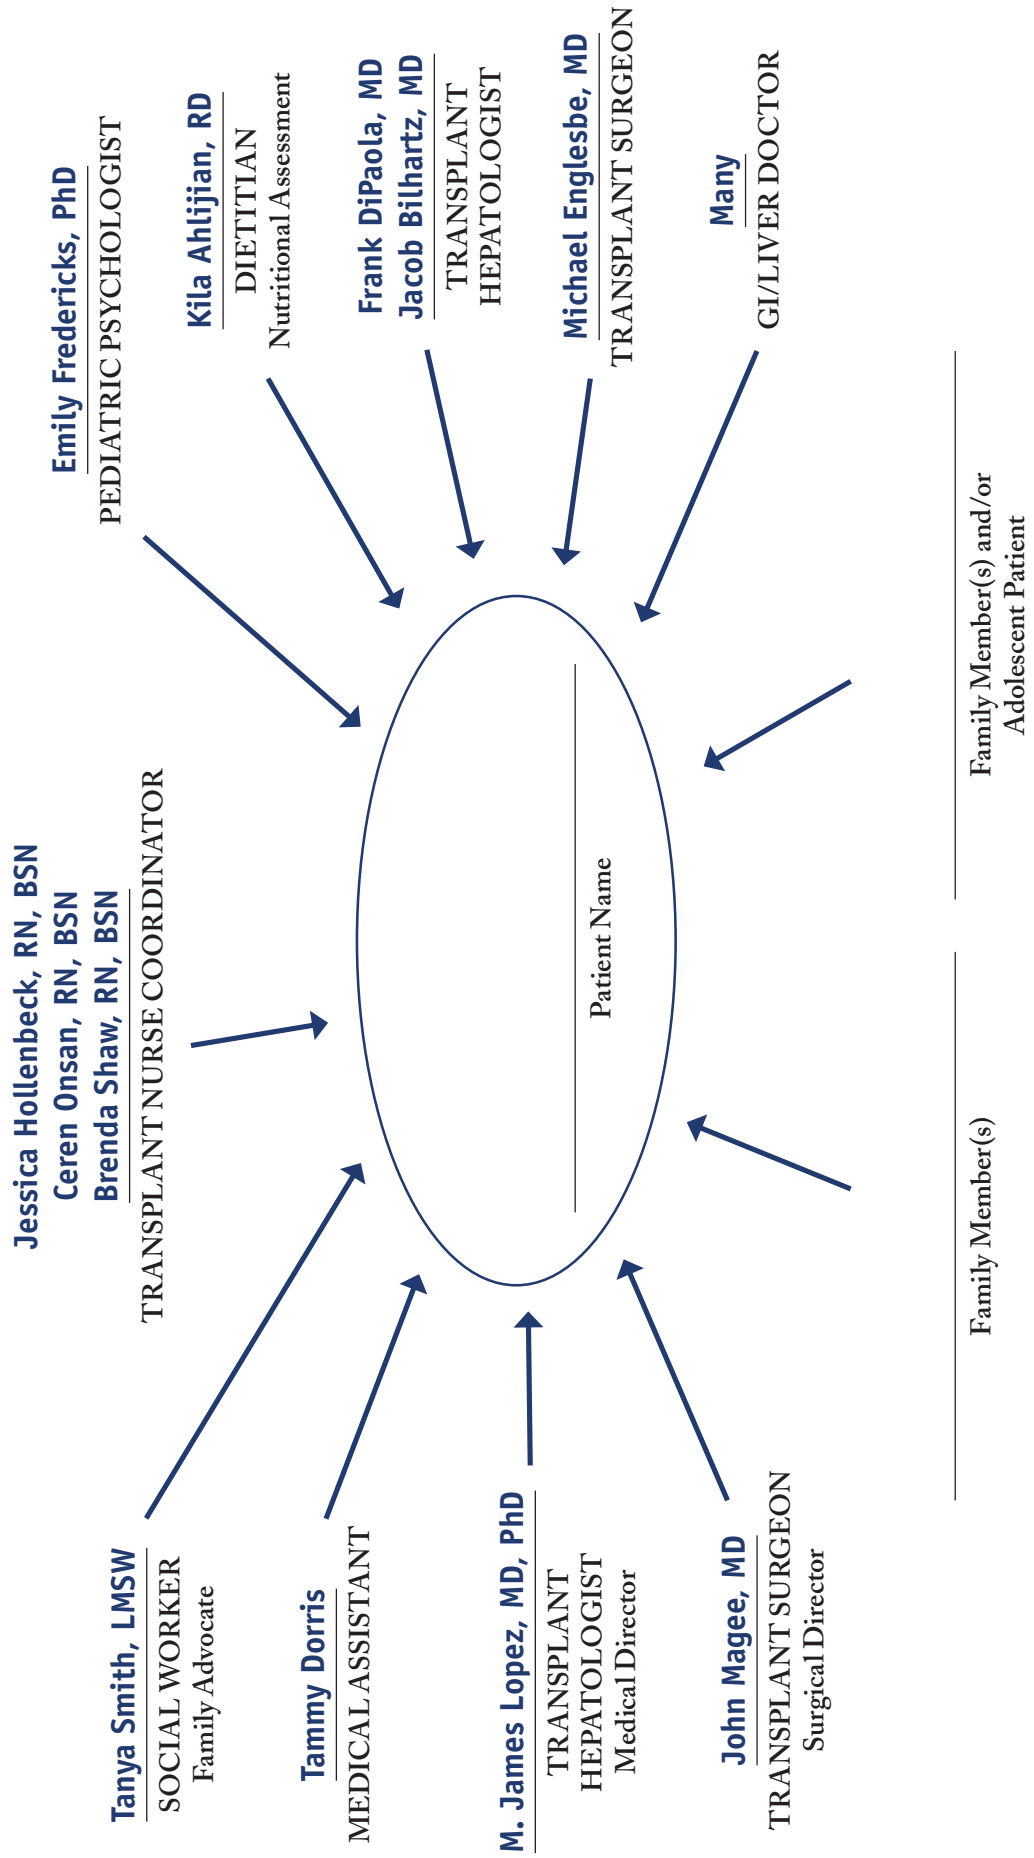 Jessica Hollenbeck, RN, BSN
Ceren Onsan, RN, BSN
Brenda Shaw, RN, BSN
TRANSPLANT NURSE COORDINATOR
Emily Fredericks, PhD
PEDIATRIC PSYCHOLOGIST
Tanya Smith, LMSW
SOCIAL WORKER
Family Advocate
Kila Ahlijian, RD
DIETITIAN
Nutritional Assessment
Tammy Dorris
MEDICAL ASSISTANT
Frank DiPaola, MD
Jacob Bilhartz, MD
TRANSPLANT
HEPATOLOGIST
M. James Lopez, MD, PhD
TRANSPLANT
HEPATOLOGIST
Medical Director
Patient Name
Michael Englesbe, MD
TRANSPLANT SURGEON
John Magee, MD
TRANSPLANT SURGEON
Surgical Director
Many
GI/LIVER DOCTOR
Family Member(s)
Family Member(s) and/or
Adolescent Patient